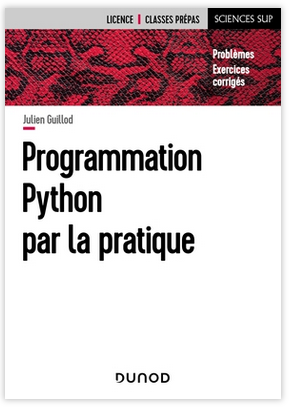 LICENCE | CLASSES PRÉPAS SCIENCES SUP
Problèmes
Exercices
corrigés
Julien Guillod
Programmation
Python
par la pratique
DUNOD